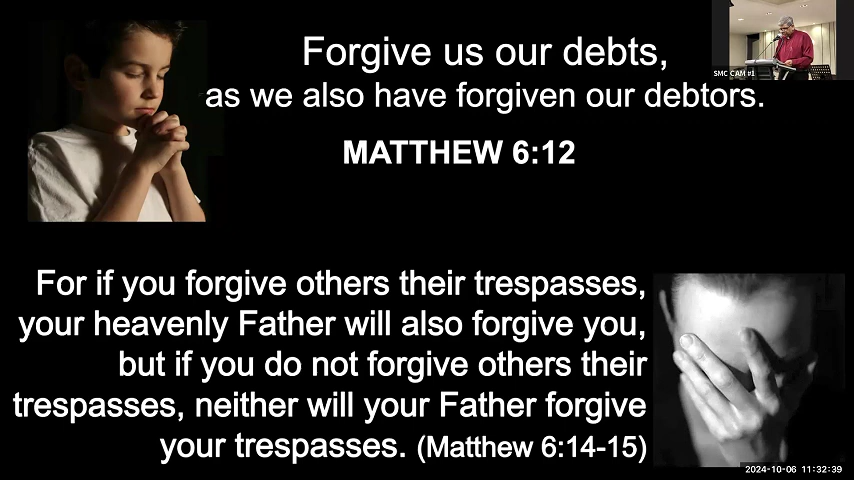 Forgive us our debts,
as we also have forgiven our debtors.
MATTHEW 6:12
SMC CAM #1
For if you forgive others their trespasses,
your heavenly Father will also forgive you,
but if you do not forgive others their
trespasses, neither will your Father forgive
your trespasses. (Matthew 6:14-15)
2024-10-06 11:32:39